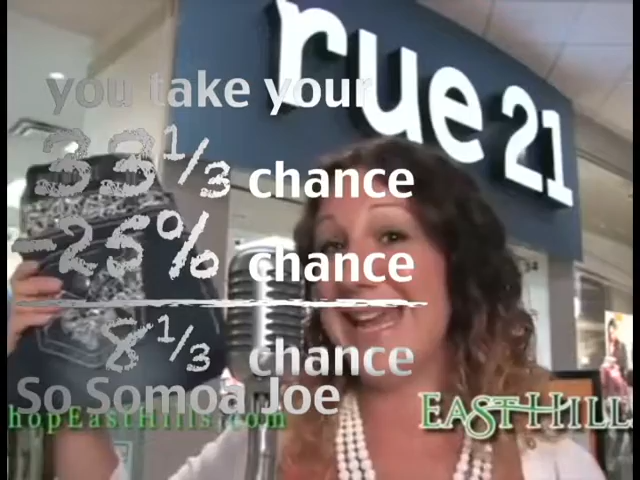 rue 21
you take your
33 1/3 chance
-25% chance
8 1/3 chance
So Somoa Joe
hopEastHills.com
EASTHILL